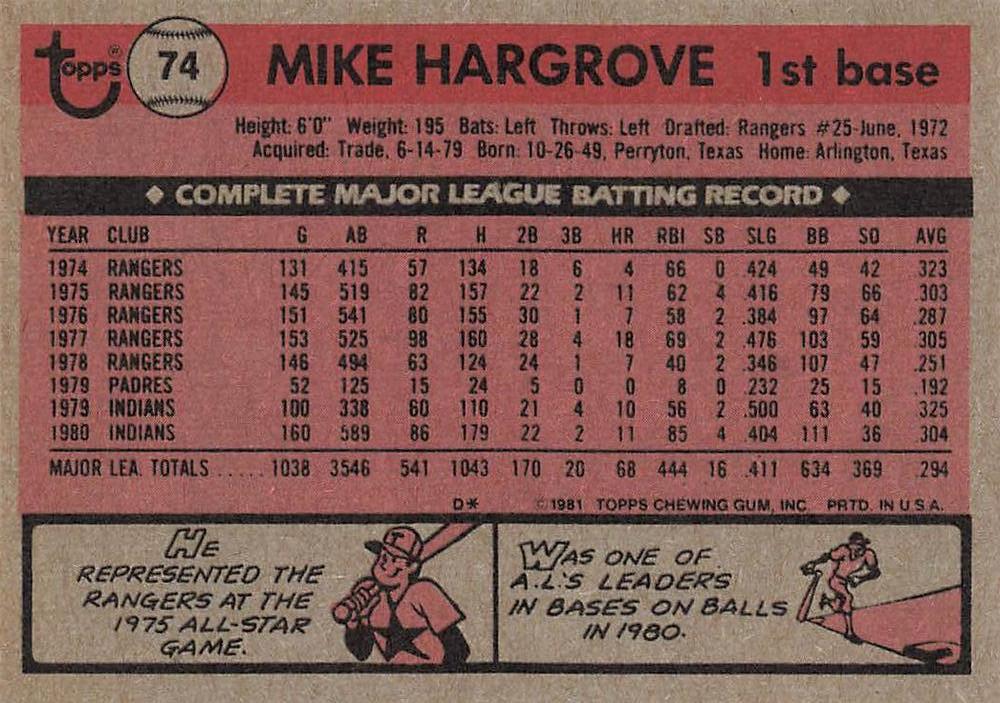 topps® 74 MIKE HARGROVE 1st base
Height: 6'0" Weight: 195 Bats: Left Throws: Left Drafted: Rangers #25-June, 1972
Acquired: Trade, 6-14-79 Born: 10-26-49, Perryton, Texas Home: Arlington, Texas
◆ COMPLETE MAJOR LEAGUE BATTING RECORD ◆
YEAR CLUB G AB R H 2B 3B HR RBI SB SLG BB SO AVG
1974 RANGERS 131 415 57 134 18 6 4 66 0 .424 49 42 .323
1975 RANGERS 145 519 82 157 22 2 11 62 4 .416 79 66 .303
1976 RANGERS 151 541 80 155 30 1 7 58 2 .384 97 64 .287
1977 RANGERS 153 525 98 160 28 4 18 69 2 .476 103 59 .305
1978 RANGERS 146 494 63 124 24 1 7 40 2 .346 107 47 .251
1979 PADRES 52 125 15 24 5 0 0 8 0 .232 25 15 .192
1979 INDIANS 100 338 60 110 21 4 10 56 2 .500 63 40 .325
1980 INDIANS 160 589 86 179 22 2 11 85 4 .404 111 36 .304
MAJOR LEA. TOTALS ..... 1038 3546 541 1043 170 20 68 444 16 .411 634 369 .294
D* ©1981 TOPPS CHEWING GUM, INC. PRTD. IN U.S.A.
HE
REPRESENTED THE
RANGERS AT THE
1975 ALL-STAR
GAME.
T
WAS ONE OF
A.L.'S LEADERS
IN BASES ON BALLS
IN 1980.